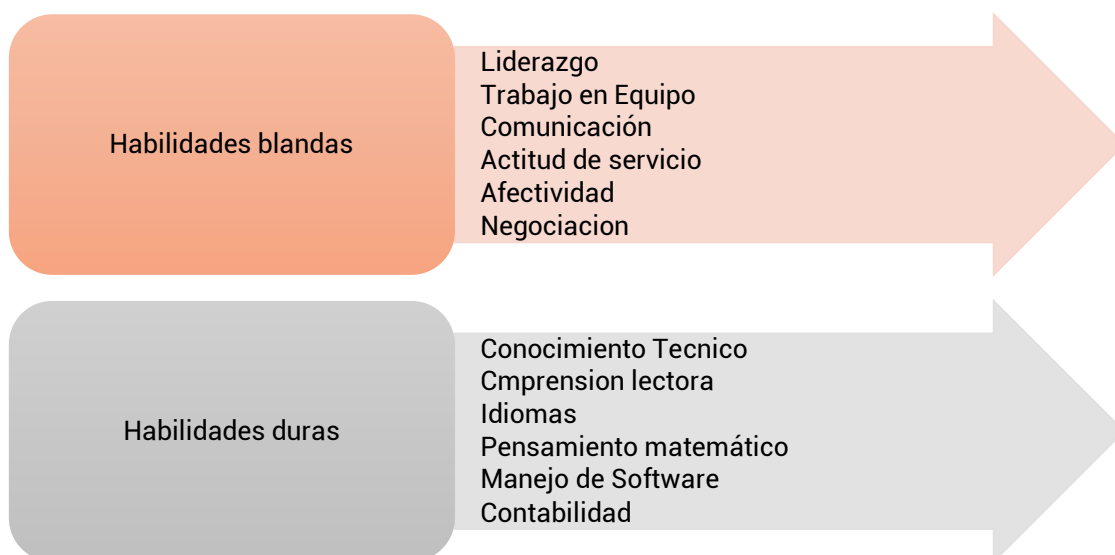 Habilidades blandas
Liderazgo
Trabajo en Equipo
Comunicación
Actitud de servicio
Afectividad
Negociacion
Habilidades duras
Conocimiento Tecnico
Cmprension lectora
Idiomas
Pensamiento matemático
Manejo de Software
Contabilidad